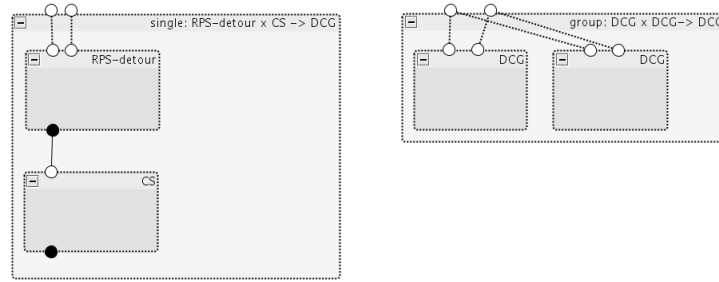 single: RPS-detour x CS -> DCG
RPS-detour
CS
group: DCG x DCG-> DCG
DCG
DCG